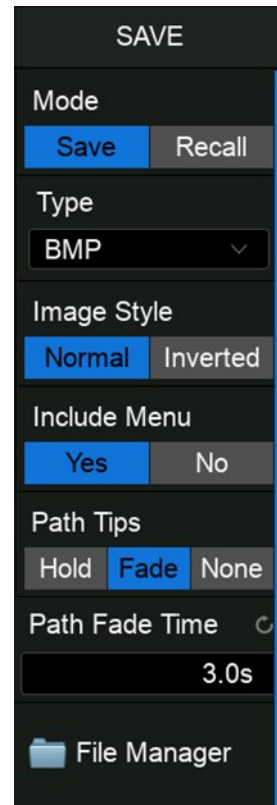 SAVE
Mode
Save Recall
Type
BMP
Image Style
Normal Inverted
Include Menu
Yes No
Path Tips
Hold Fade None
Path Fade Time
3.0s
File Manager